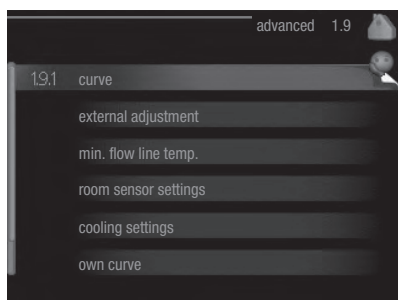 advanced 1.9
1.9.1 curve
external adjustment
min. flow line temp.
room sensor settings
cooling settings
own curve